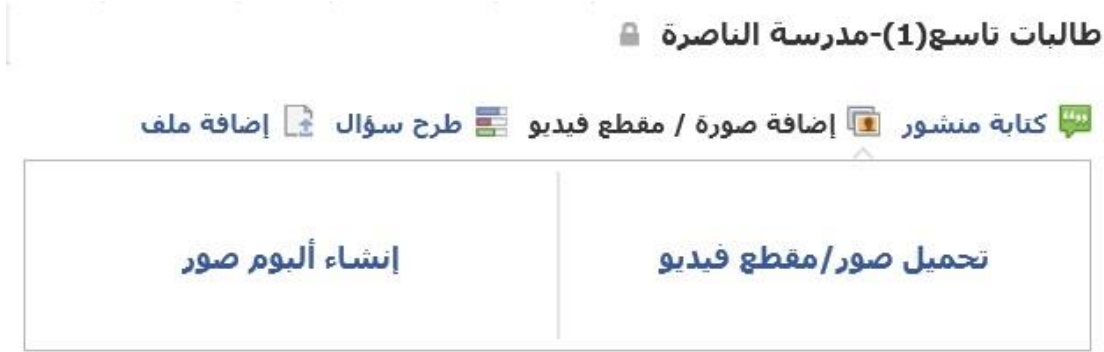 طالبات تاسع(1)-مدرسة الناصرة
كتابة منشور إضافة صورة / مقطع فيديو طرح سؤال إضافة ملف
تحميل صور/مقطع فيديو إنشاء ألبوم صور